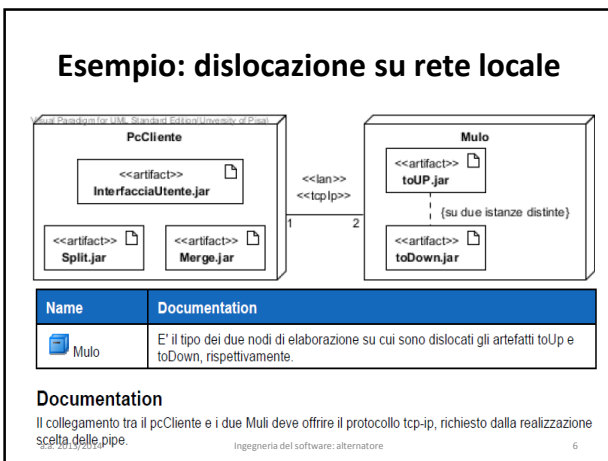 Esempio: dislocazione su rete locale
Visual Paradigm for UML Standard Edition(University of Pisa)
PcCliente
<<artifact>>
InterfacciaUtente.jar
<<artifact>>
Split.jar
<<artifact>>
Merge.jar
<<lan>>
<<tcpIp>>
1
2
Mulo
<<artifact>>
toUP.jar
{su due istanze distinte}
<<artifact>>
toDown.jar
Name Documentation
Mulo E' il tipo dei due nodi di elaborazione su cui sono dislocati gli artefatti toUp e
toDown, rispettivamente.
Documentation
Il collegamento tra il pcCliente e i due Muli deve offrire il protocollo tcp-ip, richiesto dalla realizzazione
scelta delle pipe.
a.a. 2013/2014 Ingegneria del software: alternatore 6